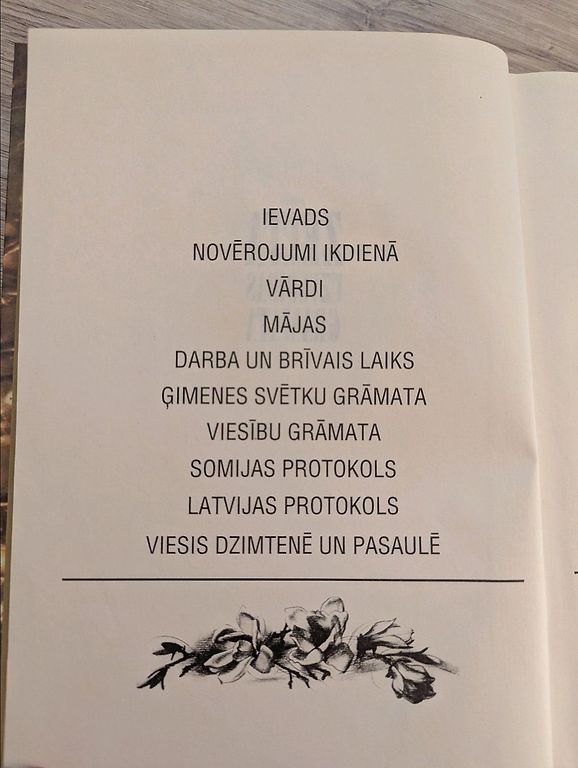 IEVADS
NOVĒROJUMI IKDIENĀ
VĀRDI
MĀJAS
DARBA UN BRĪVAIS LAIKS
ĢIMENES SVĒTKU GRĀMATA
VIESĪBU GRĀMATA
SOMIJAS PROTOKOLS
LATVIJAS PROTOKOLS
VIESIS DZIMTENĒ UN PASAULĒ